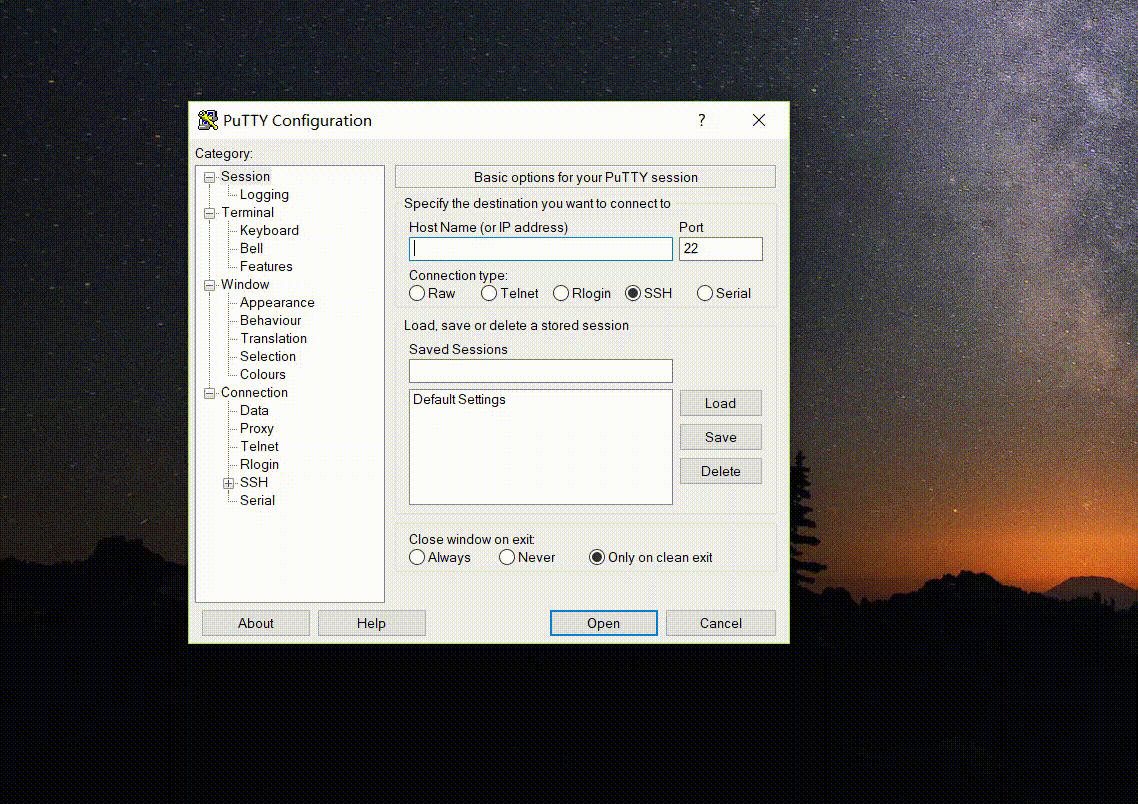 PuTTY Configuration
?
Category:
Session
Logging
Terminal
Keyboard
Bell
Features
Window
Appearance
Behaviour
Translation
Selection
Colours
Connection
Data
Proxy
Telnet
Rlogin
SSH
Serial
Basic options for your PuTTY session
Specify the destination you want to connect to
Host Name (or IP address) Port
22
Connection type:
Raw Telnet Rlogin SSH Serial
Load, save or delete a stored session
Saved Sessions
Default Settings
Load
Save
Delete
Close window on exit:
Always Never Only on clean exit
About Help Open Cancel